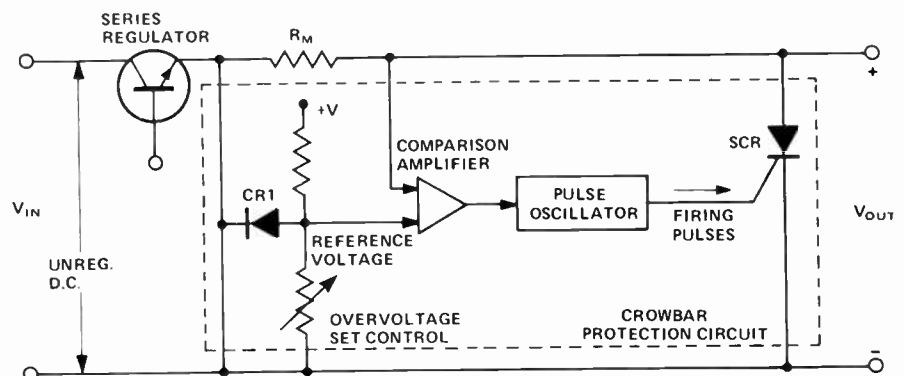 SERIES
REGULATOR
R_M
+
+V
COMPARISON
AMPLIFIER
SCR
CR1
PULSE
OSCILLATOR
V_IN
V_OUT
FIRING
PULSES
REFERENCE
VOLTAGE
UNREG.
D.C.
OVERVOLTAGE
SET CONTROL
CROWBAR
PROTECTION CIRCUIT
-